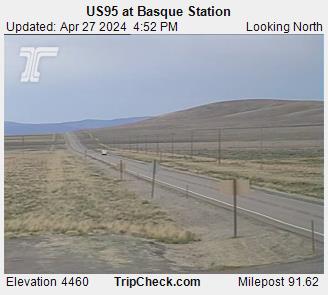 US95 at Basque Station
Updated: Apr 27 2024 4:52 PM Looking North
Elevation 4460 TripCheck.com Milepost 91.62